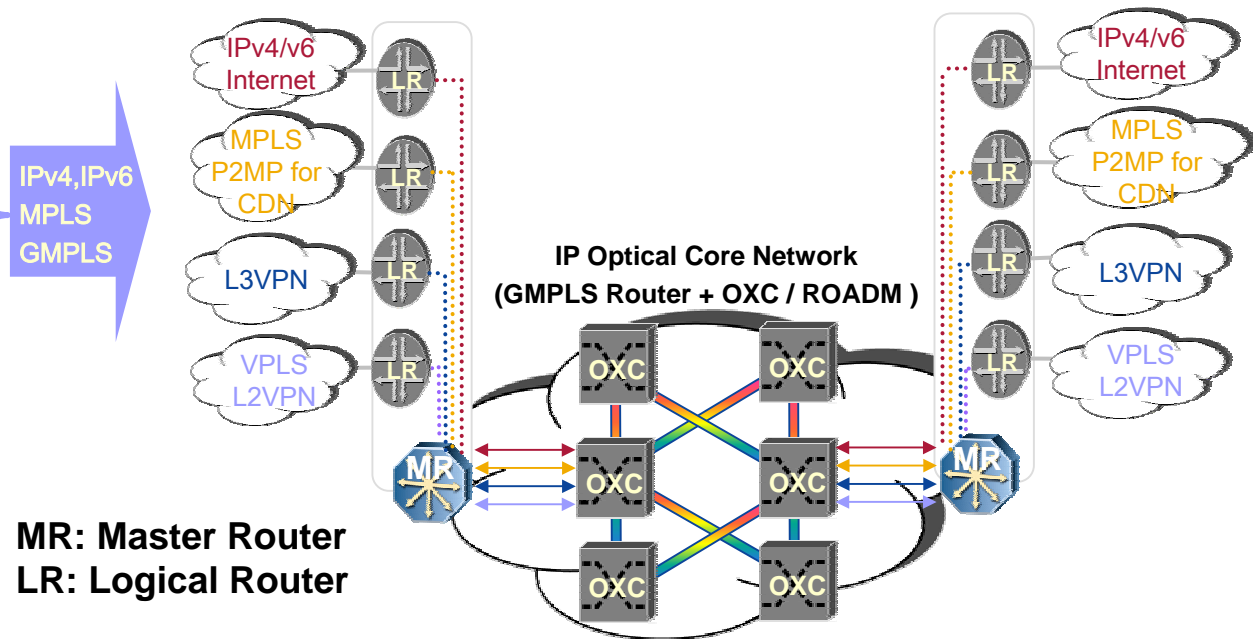 IPv4/v6
Internet
LR
MPLS
P2MP for
CDN
LR
L3VPN
LR
VPLS
L2VPN
LR
MR
IPv4,IPv6
MPLS
GMPLS
IP Optical Core Network
(GMPLS Router + OXC / ROADM )
OXC
OXC
OXC
OXC
OXC
OXC
LR
IPv4/v6
Internet
LR
MPLS
P2MP for
CDN
LR
L3VPN
LR
VPLS
L2VPN
MR
MR: Master Router
LR: Logical Router